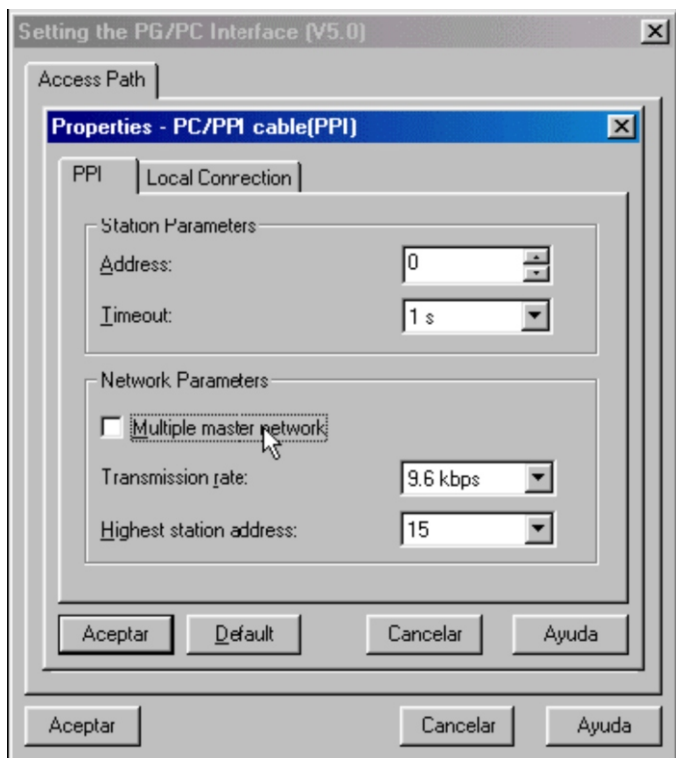 Setting the PG/PC Interface (V5.0)
Access Path
Properties - PC/PPI cable(PPI)
PPI Local Connection
Station Parameters
Address: 0
Timeout: 1 s
Network Parameters
Multiple master network
Transmission rate: 9.6 kbps
Highest station address: 15
Aceptar Default Cancelar Ayuda
Aceptar Cancelar Ayuda